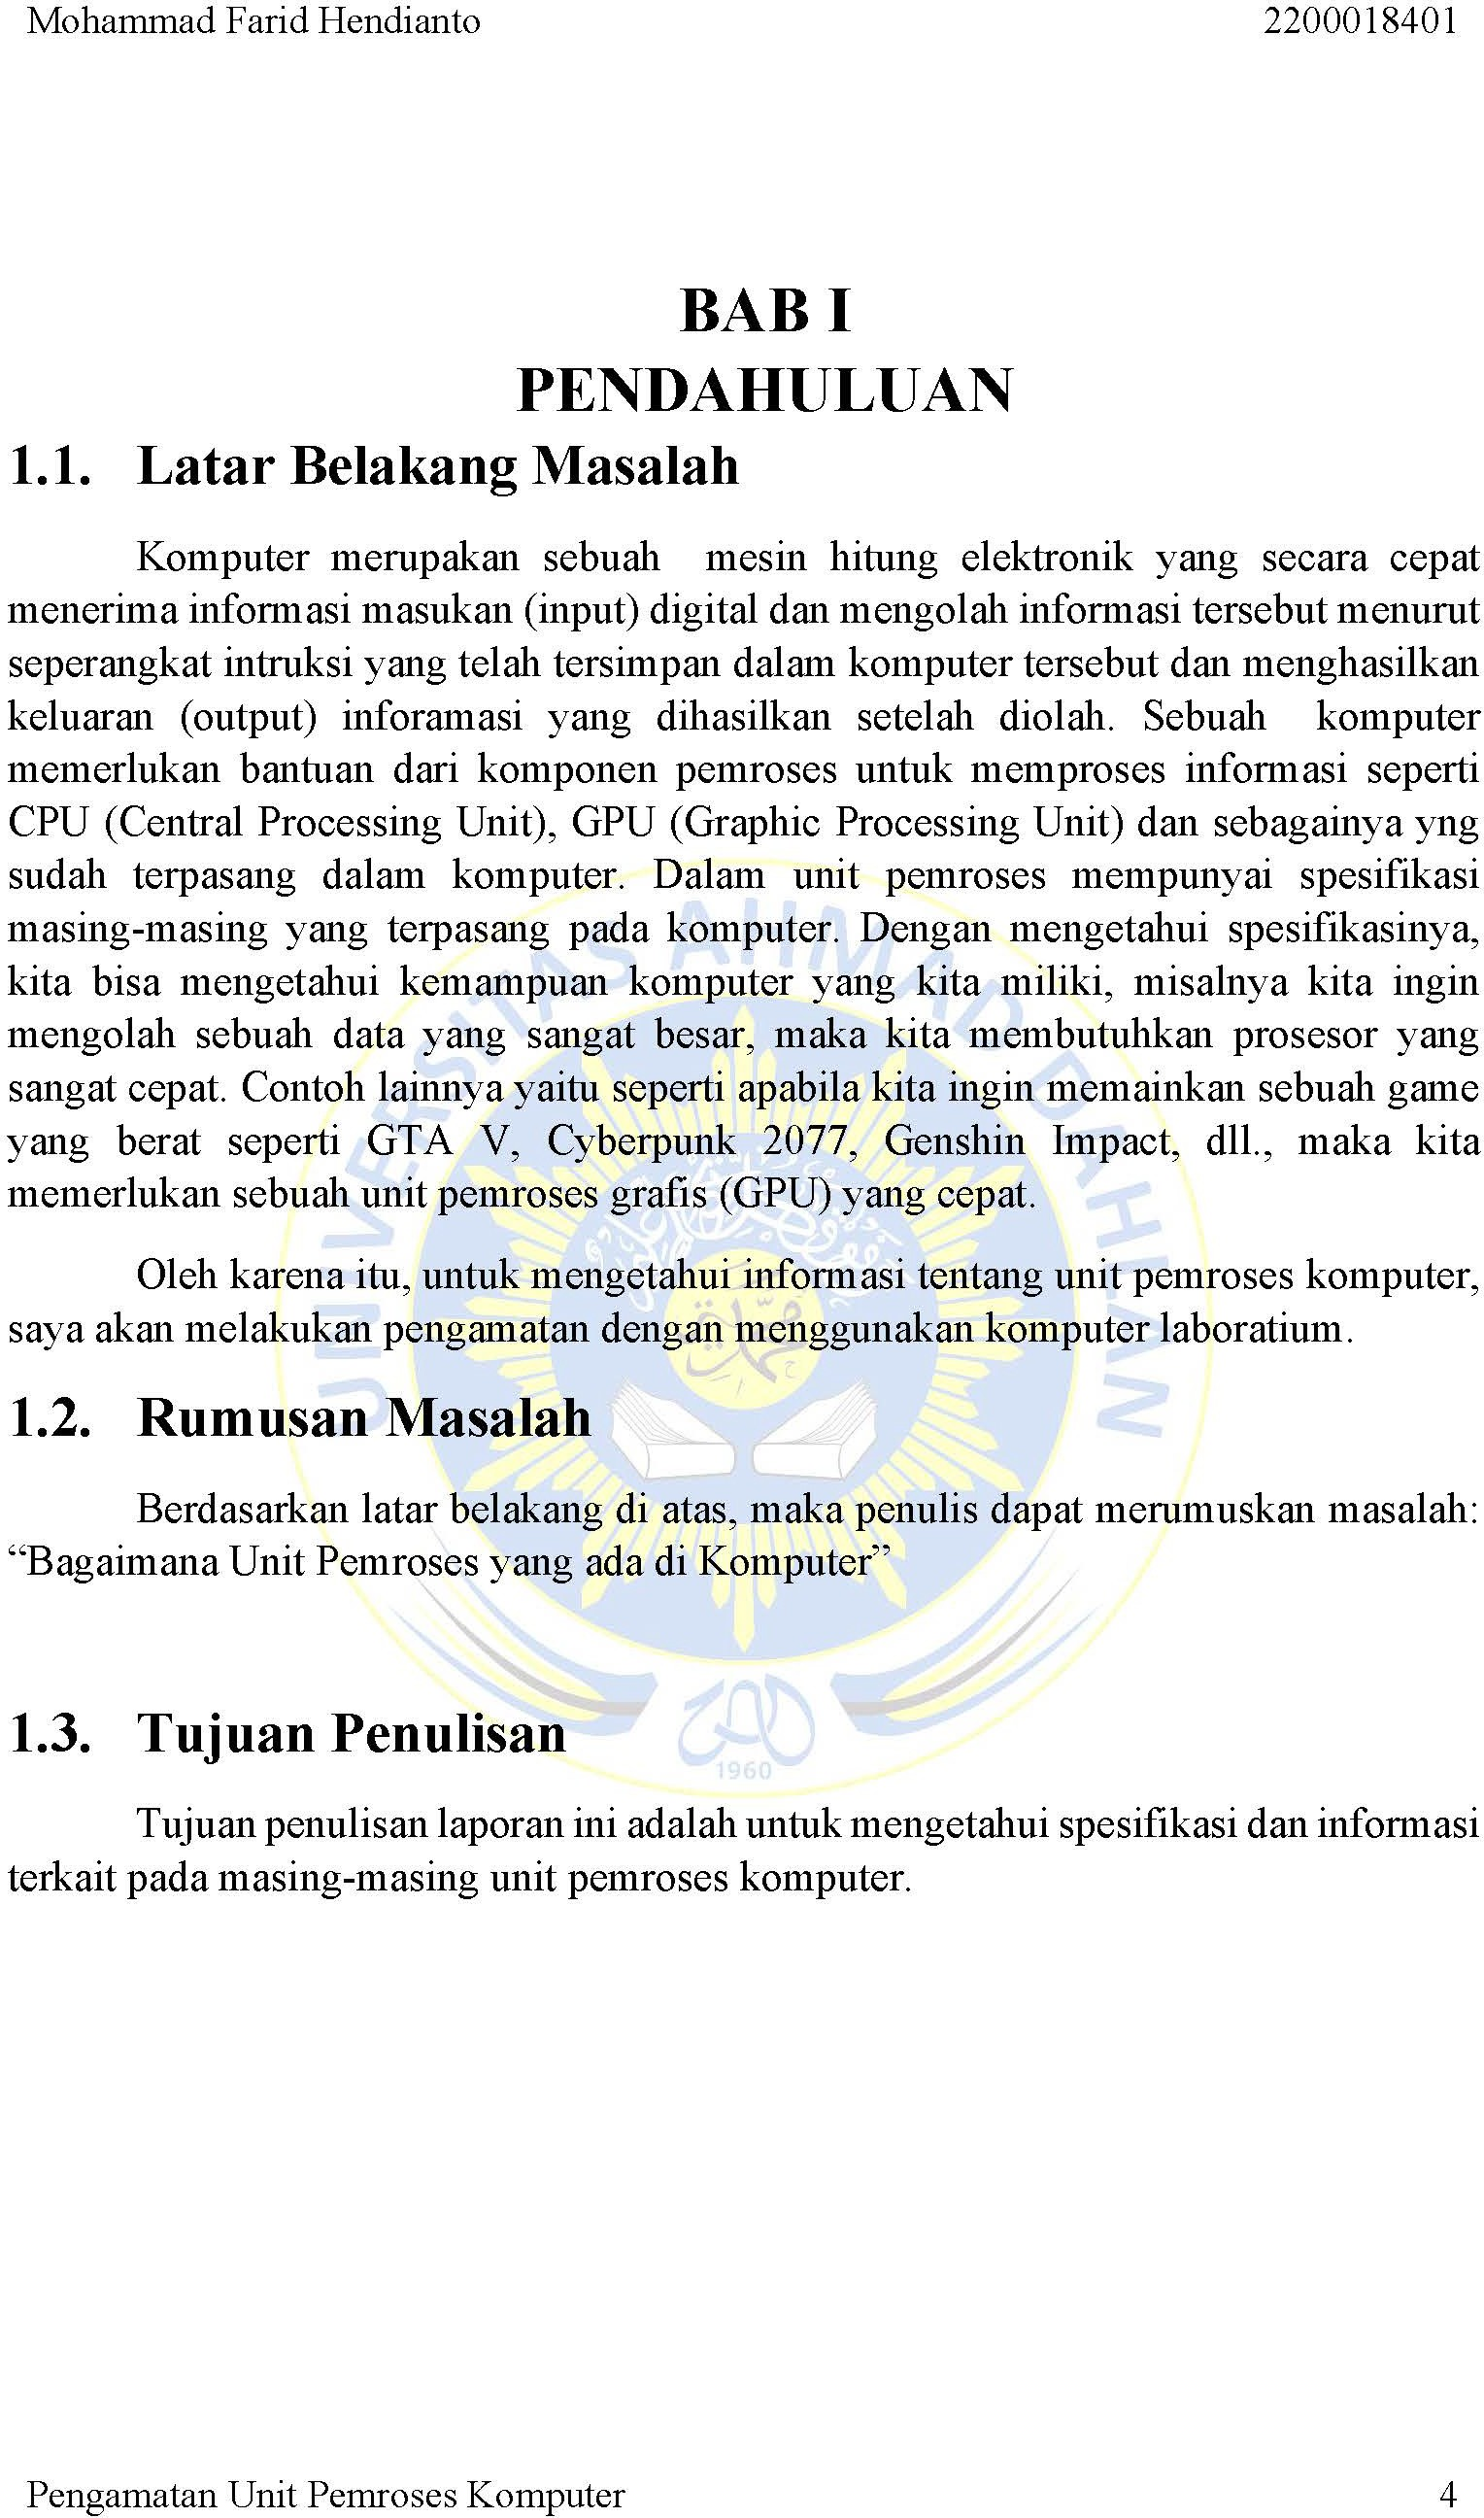 Mohammad Farid Hendianto 2200018401
BAB I
PENDAHULUAN
1.1. Latar Belakang Masalah
Komputer merupakan sebuah mesin hitung elektronik yang secara cepat
menerima informasi masukan (input) digital dan mengolah informasi tersebut menurut
seperangkat intruksi yang telah tersimpan dalam komputer tersebut dan menghasilkan
keluaran (output) inforamasi yang dihasilkan setelah diolah. Sebuah komputer
memerlukan bantuan dari komponen pemroses untuk memproses informasi seperti
CPU (Central Processing Unit), GPU (Graphic Processing Unit) dan sebagainya yng
sudah terpasang dalam komputer. Dalam unit pemroses mempunyai spesifikasi
masing-masing yang terpasang pada komputer. Dengan mengetahui spesifikasinya,
kita bisa mengetahui kemampuan komputer yang kita miliki, misalnya kita ingin
mengolah sebuah data yang sangat besar, maka kita membutuhkan prosesor yang
sangat cepat. Contoh lainnya yaitu seperti apabila kita ingin memainkan sebuah game
yang berat seperti GTA V, Cyberpunk 2077, Genshin Impact, dll., maka kita
memerlukan sebuah unit pemroses grafis (GPU) yang cepat.
Oleh karena itu, untuk mengetahui informasi tentang unit pemroses komputer,
saya akan melakukan pengamatan dengan menggunakan komputer laboratium.
1.2. Rumusan Masalah
Berdasarkan latar belakang di atas, maka penulis dapat merumuskan masalah:
“Bagaimana Unit Pemroses yang ada di Komputer”
1.3. Tujuan Penulisan
Tujuan penulisan laporan ini adalah untuk mengetahui spesifikasi dan informasi
terkait pada masing-masing unit pemroses komputer.
UNIVERSITAS AHMAD DAHLAN
1960
Pengamatan Unit Pemroses Komputer 4